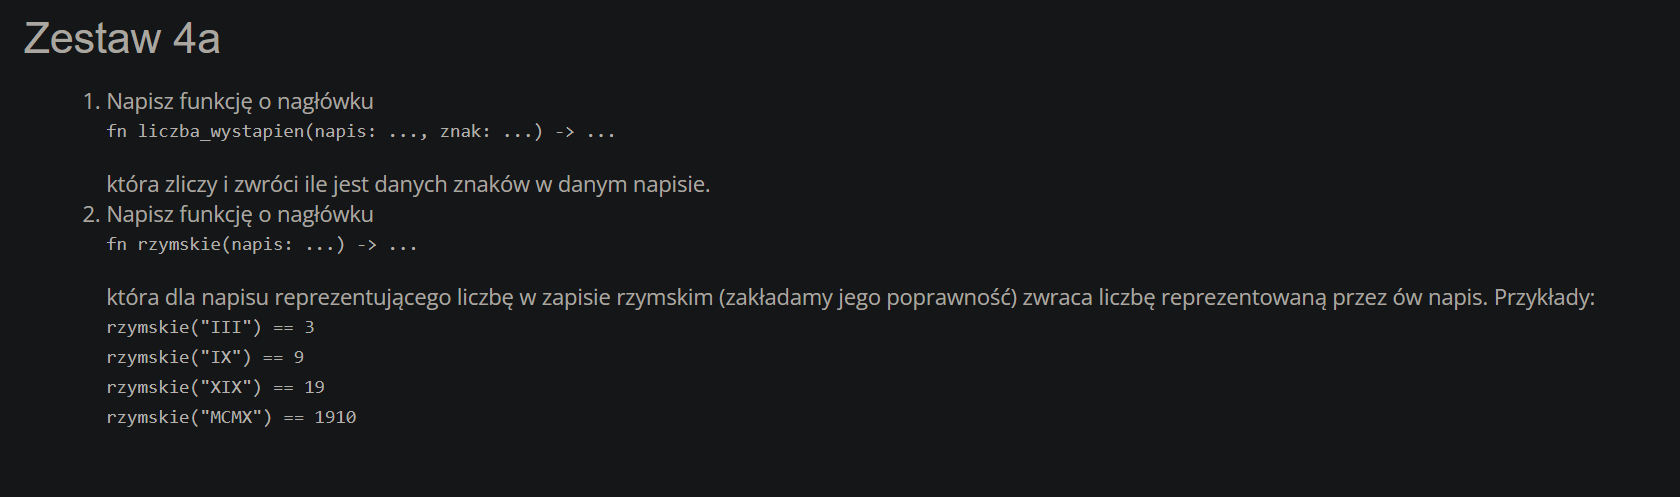 Zestaw 4a
1. Napisz funkcję o nagłówku
fn liczba_wystapien(napis: ..., znak: ...) -> ...
która zliczy i zwróci ile jest danych znaków w danym napisie.
2. Napisz funkcję o nagłówku
fn rzymskie(napis: ...) -> ...
która dla napisu reprezentującego liczbę w zapisie rzymskim (zakładamy jego poprawność) zwraca liczbę reprezentowaną przez ów napis. Przykłady:
rzymskie("III") == 3
rzymskie("IX") == 9
rzymskie("XIX") == 19
rzymskie("MCMX") == 1910